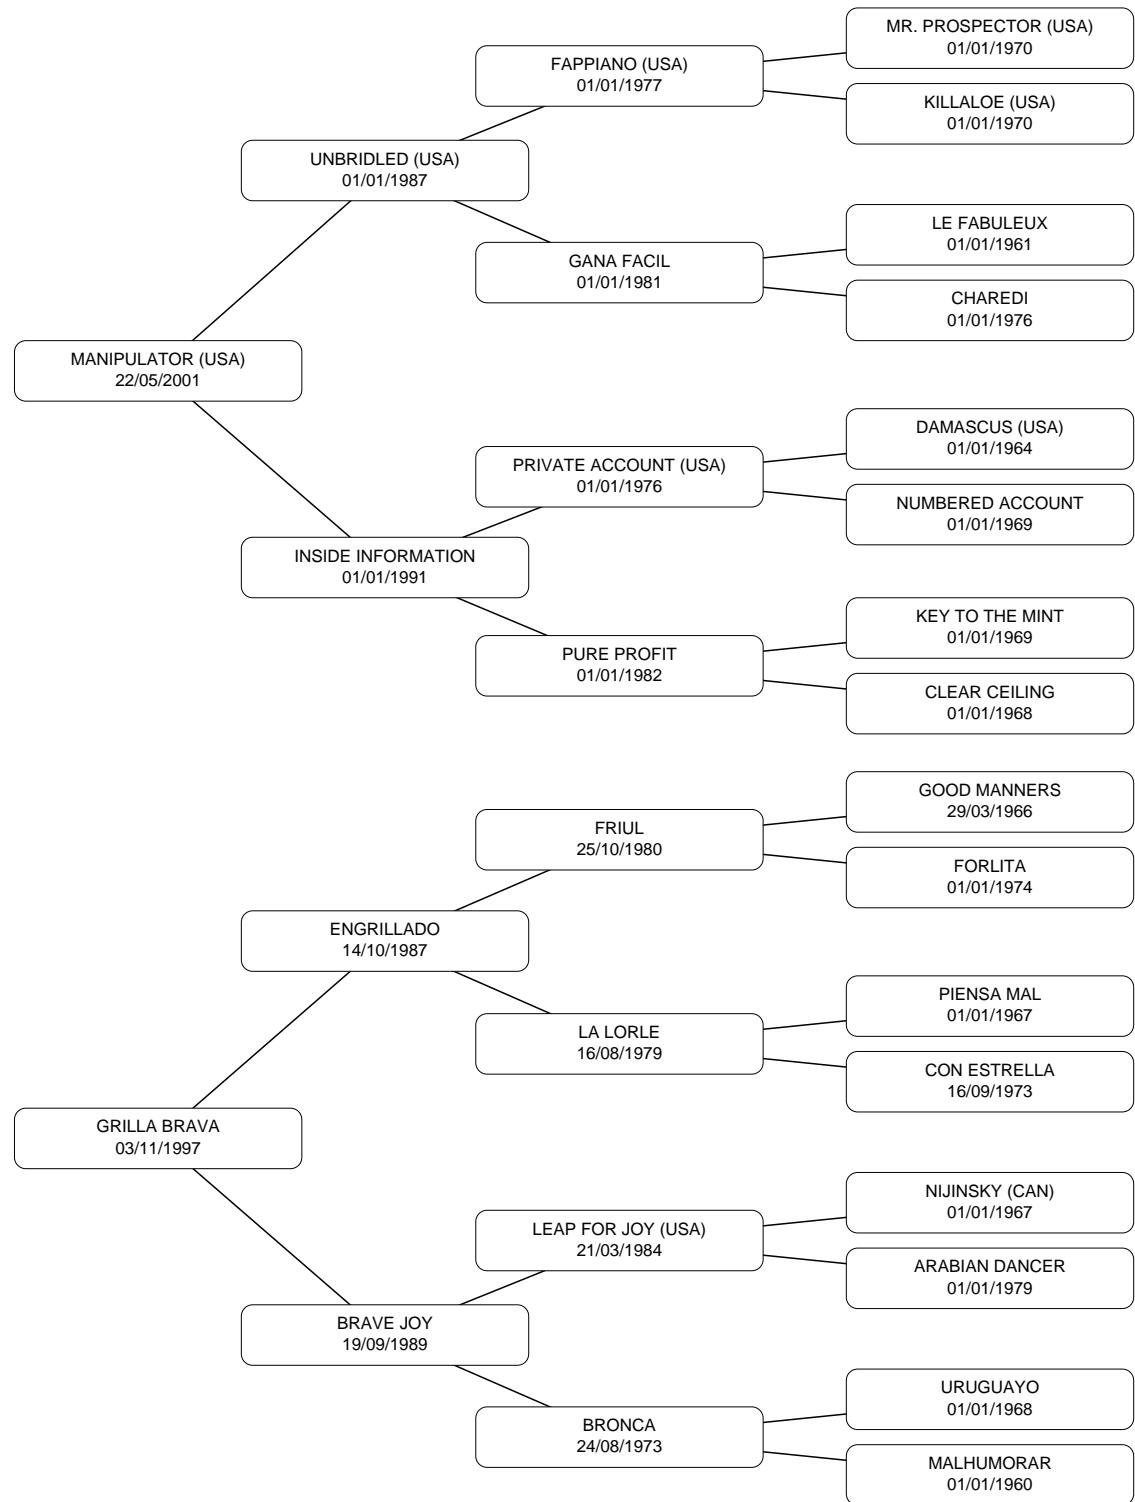 MR. PROSPECTOR (USA)
01/01/1970
FAPPIANO (USA)
01/01/1977
KILLALOE (USA)
01/01/1970
UNBRIDLED (USA)
01/01/1987
LE FABULEUX
01/01/1961
GANA FACIL
01/01/1981
CHAREDI
01/01/1976
MANIPULATOR (USA)
22/05/2001
DAMASCUS (USA)
01/01/1964
PRIVATE ACCOUNT (USA)
01/01/1976
NUMBERED ACCOUNT
01/01/1969
INSIDE INFORMATION
01/01/1991
KEY TO THE MINT
01/01/1969
PURE PROFIT
01/01/1982
CLEAR CEILING
01/01/1968
GOOD MANNERS
29/03/1966
FRIUL
25/10/1980
FORLITA
01/01/1974
ENGRILLADO
14/10/1987
PIENSA MAL
01/01/1967
LA LORLE
16/08/1979
CON ESTRELLA
16/09/1973
GRILLA BRAVA
03/11/1997
NIJINSKY (CAN)
01/01/1967
LEAP FOR JOY (USA)
21/03/1984
ARABIAN DANCER
01/01/1979
BRAVE JOY
19/09/1989
URUGUAYO
01/01/1968
BRONCA
24/08/1973
MALHUMORAR
01/01/1960